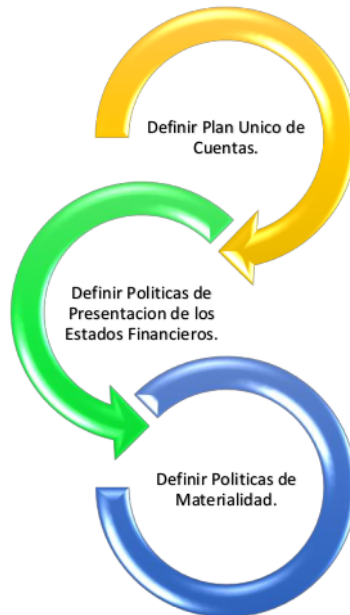 Definir Plan Unico de
Cuentas.
Definir Politicas de
Presentacion de los
Estados Financieros.
Definir Politicas de
Materialidad.